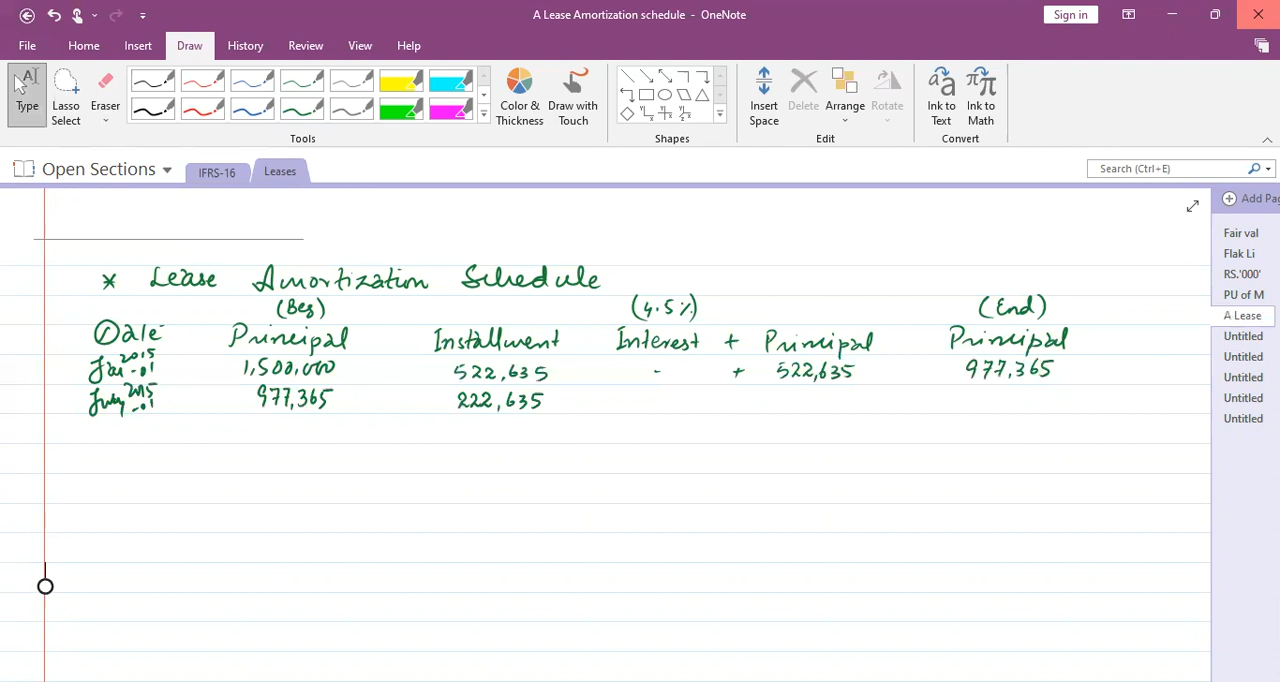 A Lease Amortization schedule - OneNote
Sign in
File Home Insert Draw History Review View Help
Type
Lasso Select
Eraser
Color & Thickness
Draw with Touch
Insert Space
Delete
Arrange
Rotate
Ink to Text
Ink to Math
Tools Shapes Edit Convert
Open Sections IFRS-16 Leases
Search (Ctrl+E)
Add Pag
Fair val
Flak Li
RS.'000'
PU of M
A Lease
Untitled
Untitled
Untitled
Untitled
Untitled
* Lease Amortization Schedule
(Beg) (4.5%) (End)
Date Principal Installment Interest + Principal Principal
Jan-01 2015 1,500,000 522,635 - + 522,635 977,365
July-01 2015 977,365 222,635